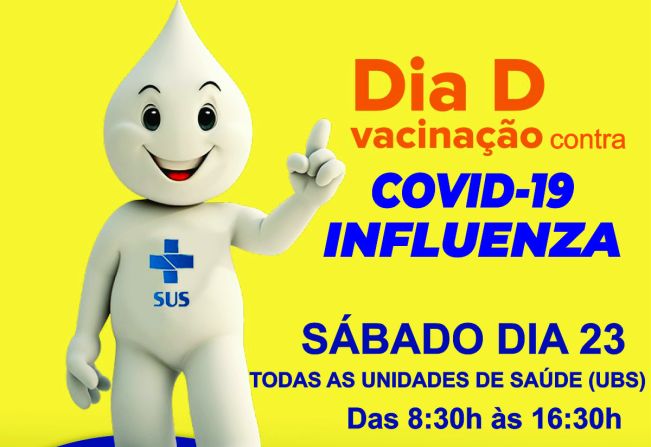 Dia D
vacinação contra
COVID-19
INFLUENZA
SUS
SÁBADO DIA 23
TODAS AS UNIDADES DE SAÚDE (UBS)
Das 8:30h às 16:30h